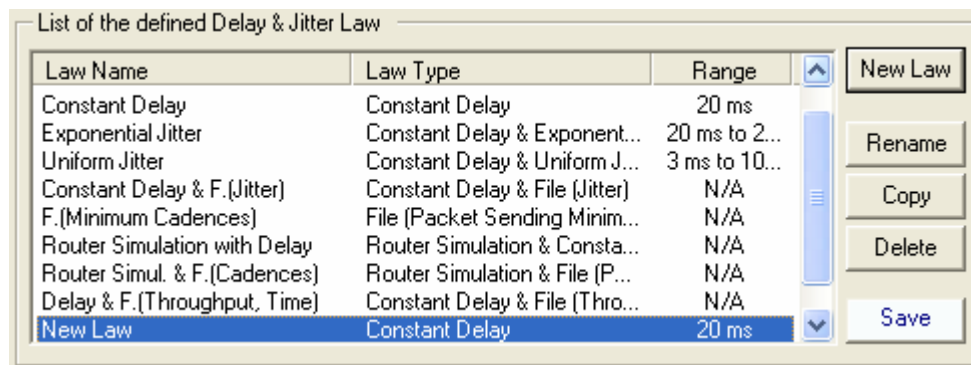 List of the defined Delay & Jitter Law
Law Name Law Type Range
Constant Delay Constant Delay 20 ms
Exponential Jitter Constant Delay & Exponent... 20 ms to 2...
Uniform Jitter Constant Delay & Uniform J... 3 ms to 10...
Constant Delay & F.(Jitter) Constant Delay & File (Jitter) N/A
F.(Minimum Cadences) File (Packet Sending Minim... N/A
Router Simulation with Delay Router Simulation & Consta... N/A
Router Simul. & F.(Cadences) Router Simulation & File (P... N/A
Delay & F.(Throughput, Time) Constant Delay & File (Thro... N/A
New Law Constant Delay 20 ms
New Law
Rename
Copy
Delete
Save